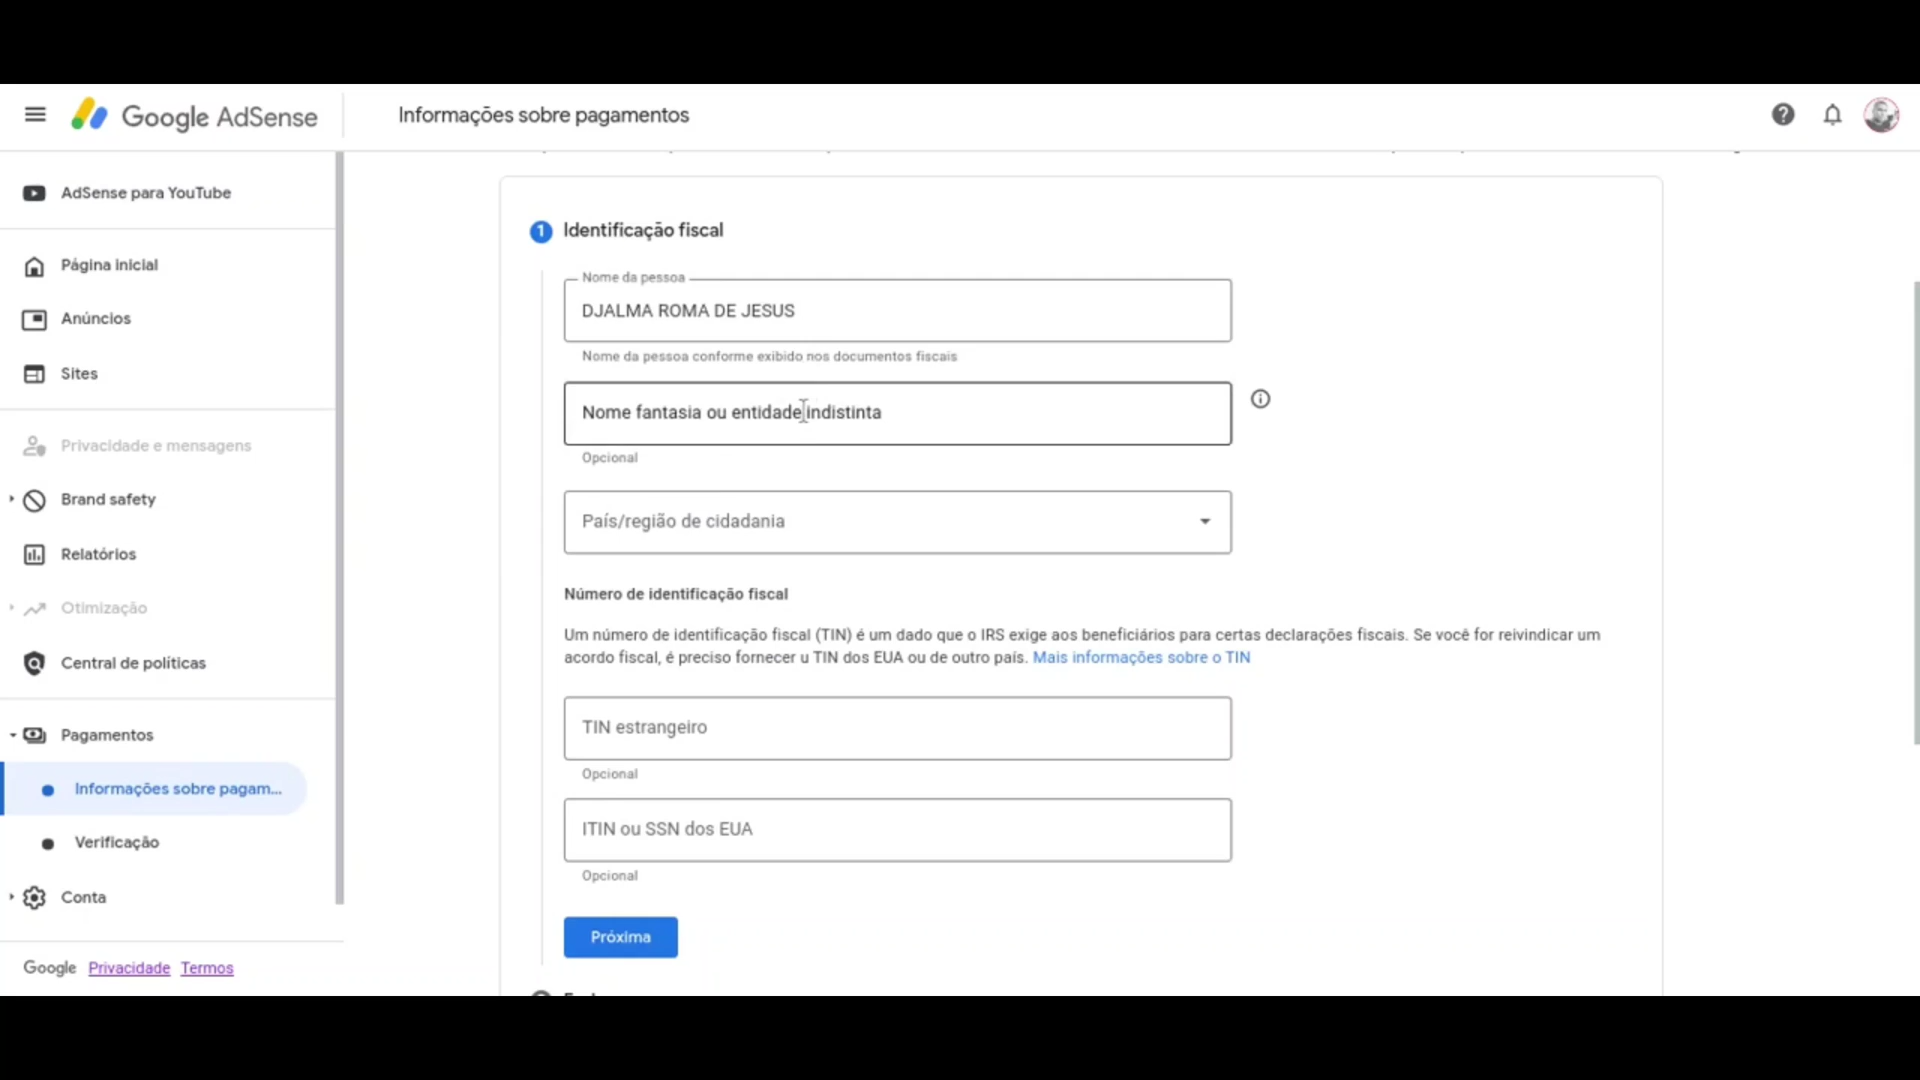 Google AdSense
Informações sobre pagamentos
AdSense para YouTube
Página inicial
Anúncios
Sites
Privacidade e mensagens
Brand safety
Relatórios
Otimização
Central de políticas
Pagamentos
Informações sobre pagam...
Verificação
Conta
Google Privacidade Termos
1 Identificação fiscal
Nome da pessoa
DJALMA ROMA DE JESUS
Nome da pessoa conforme exibido nos documentos fiscais
Nome fantasia ou entidade indistinta
Opcional
País/região de cidadania
Número de identificação fiscal
Um número de identificação fiscal (TIN) é um dado que o IRS exige aos beneficiários para certas declarações fiscais. Se você for reivindicar um
acordo fiscal, é preciso fornecer u TIN dos EUA ou de outro país. Mais informações sobre o TIN
TIN estrangeiro
Opcional
ITIN ou SSN dos EUA
Opcional
Próxima